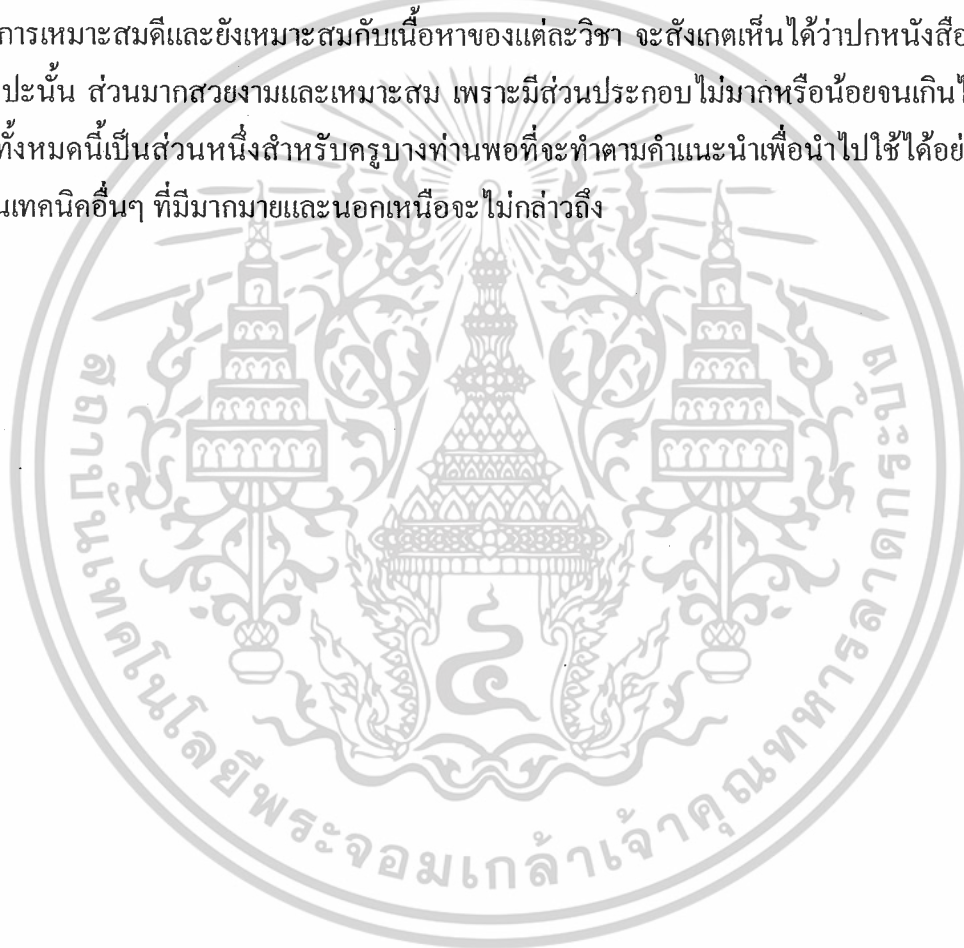 การเหมาะสมดีและยังเหมาะสมกับเนื้อหาของแต่ละวิชา จะสังเกตเห็นได้ว่าปกหนังสือ
ปะนั้น ส่วนมากสวยงามและเหมาะสม เพราะมีส่วนประกอบไม่มากหรือน้อยจนเกินไ
ทั้งหมดนี้เป็นส่วนหนึ่งสำหรับครูบางท่านพอที่จะทำตามคำแนะนำเพื่อนำไปใช้ได้อย่
นเทคนิคอื่นๆ ที่มีมากมายและนอกเหนือจะไม่กล่าวถึง
๔
สถาบันเทคโนโลยีพระจอมเกล้าเจ้าคุณทหารลาดกระบัง